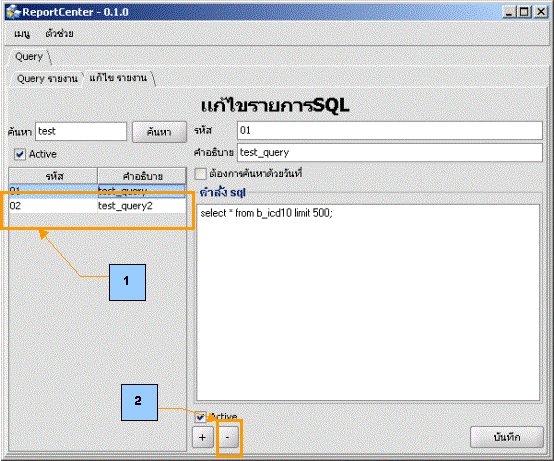 ReportCenter - 0.1.0
เมนู ตัวช่วย
Query
Query รายงาน แก้ไข รายงาน
แก้ไขรายการSQL
ค้นหา test ค้นหา รหัส 01
Active คำอธิบาย test_query
รหัส คำอธิบาย ต้องการค้นหาด้วยวันที่
01 test_query คำสั่ง sql
02 test_query2 select * from b_icd10 limit 500;
1
2
Active
+ - บันทึก